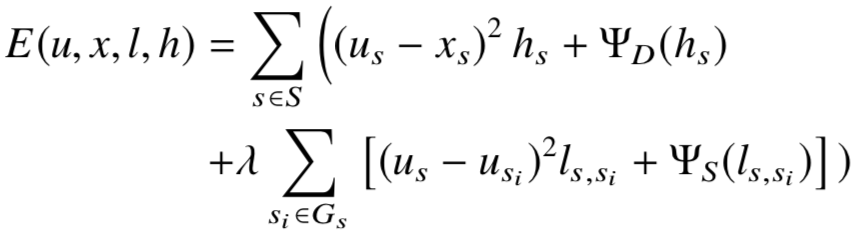 E(u, x, l, h) = ∑_{s∈S} ( (u_s − x_s)² h_s + Ψ_D(h_s)
+λ ∑_{s_i∈G_s} [ (u_s − u_{s_i})² l_{s,s_i} + Ψ_S(l_{s,s_i}) ] )